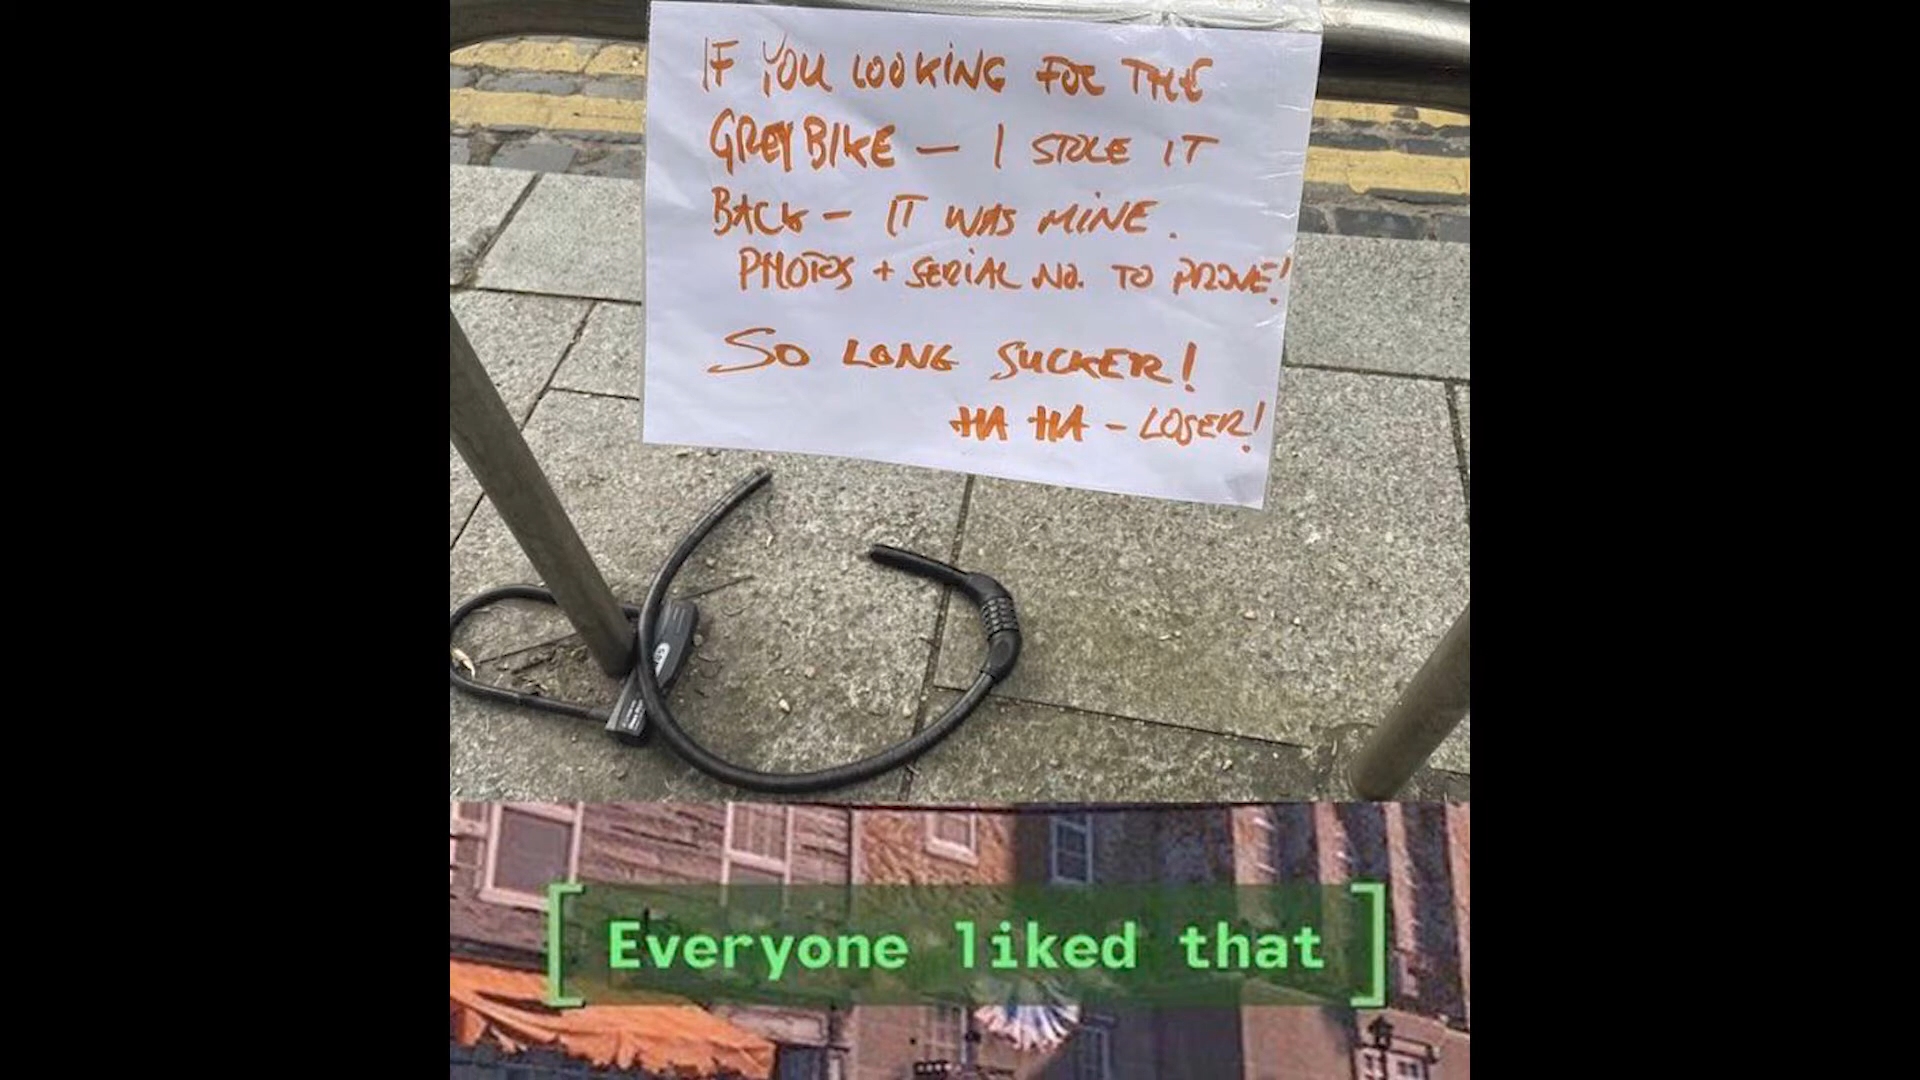 IF YOU LOOKING FOR THE
GREY BIKE – I STOLE IT
BACK – IT WAS MINE.
PHOTOS + SERIAL NO. TO PROVE!
SO LONG SUCKER!
HA HA – LOSER!
[Everyone liked that]